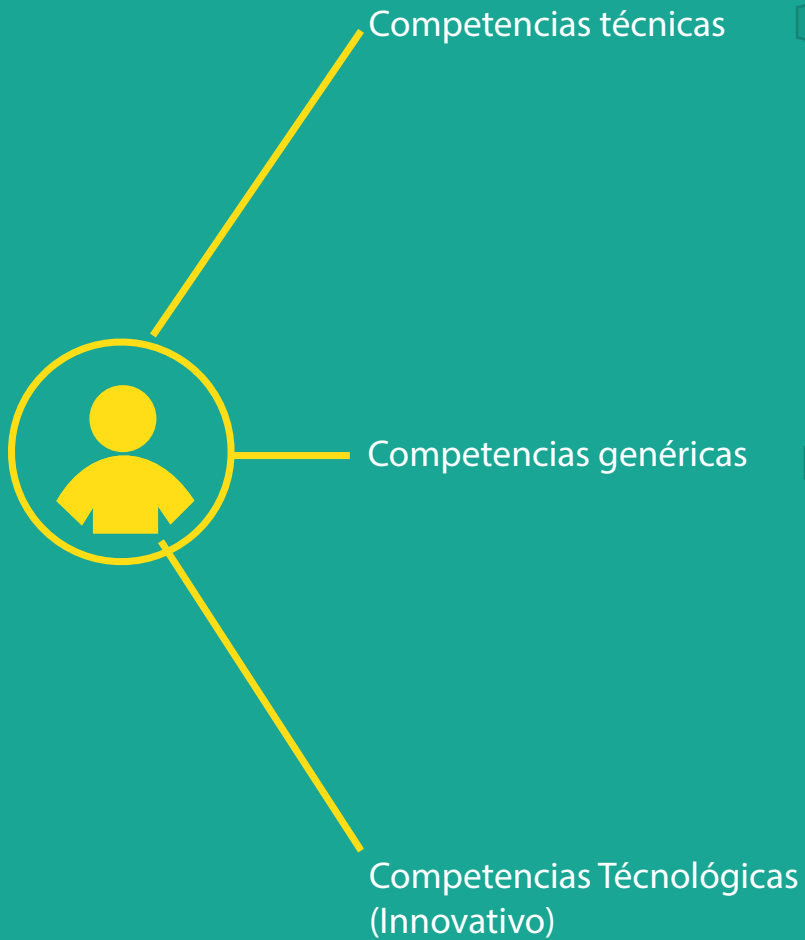 Competencias técnicas
Competencias genéricas
Competencias Técnológicas
(Innovativo)